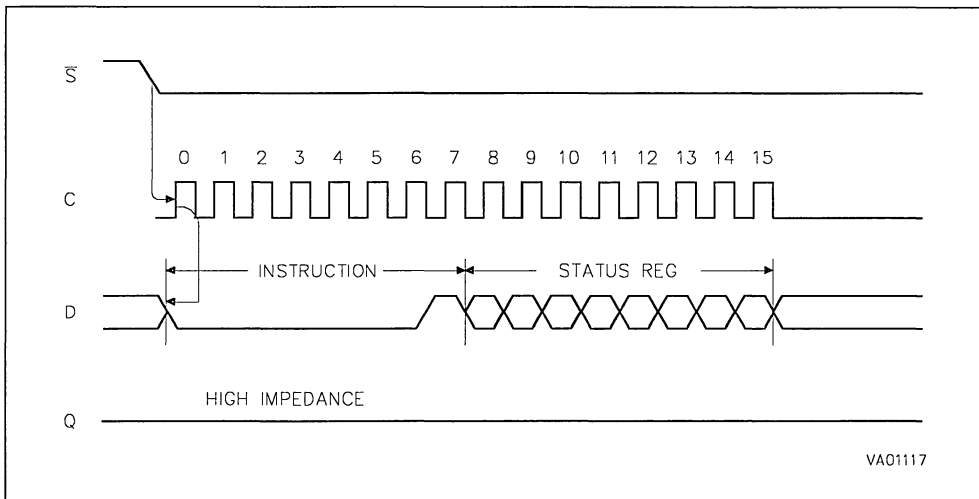 S̅
0 1 2 3 4 5 6 7 8 9 10 11 12 13 14 15
C
INSTRUCTION STATUS REG
D
HIGH IMPEDANCE
Q
VA01117